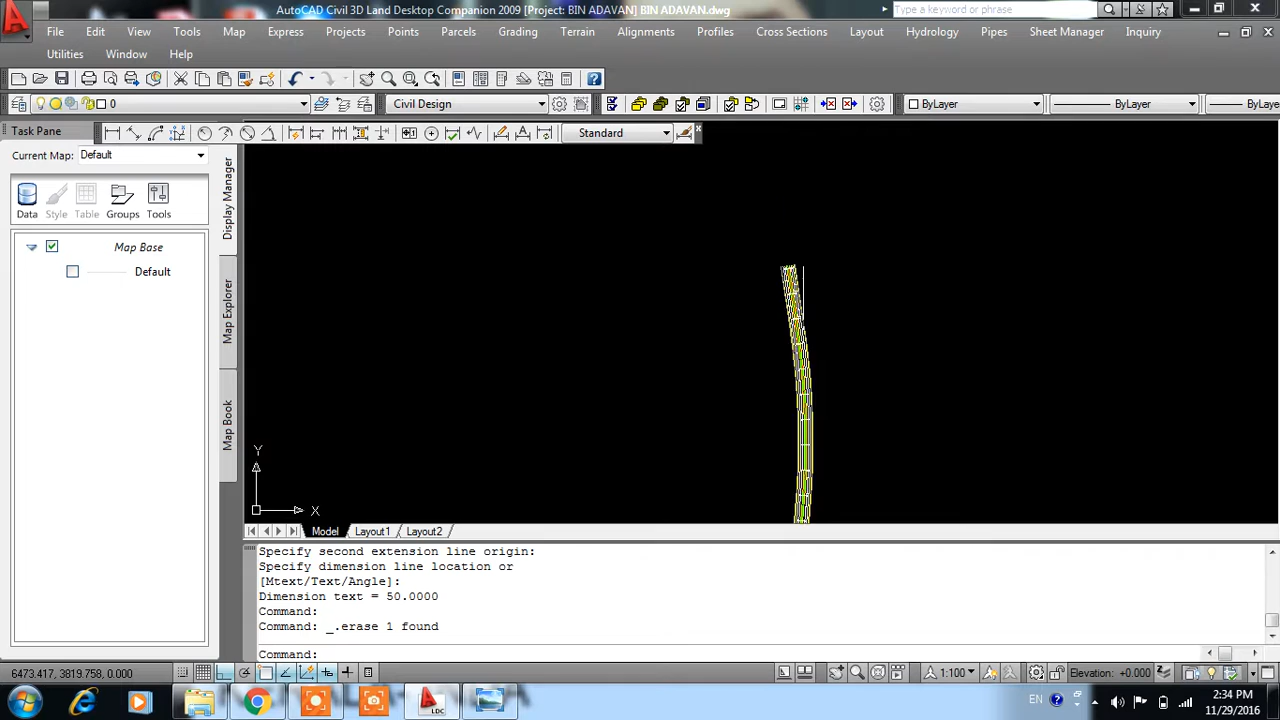 AutoCAD Civil 3D Land Desktop Companion 2009 [Project: BIN ADAVAN] BIN ADAVAN.dwg
Type a keyword or phrase
File Edit View Tools Map Express Projects Points Parcels Grading Terrain Alignments Profiles Cross Sections Layout Hydrology Pipes Sheet Manager Inquiry
Utilities Window Help
0 Civil Design ByLayer ByLayer ByLayer
Task Pane Standard
Current Map: Default
Data Style Table Groups Tools
Map Base
Default
Display Manager
Map Explorer
Map Book
Y
X
Model Layout1 Layout2
Specify second extension line origin:
Specify dimension line location or
[Mtext/Text/Angle]:
Dimension text = 50.0000
Command:
Command: _.erase 1 found
Command:
6473.417, 3819.758, 0.000 1:100 Elevation: +0.000
LDC
EN
2:34 PM
11/29/2016